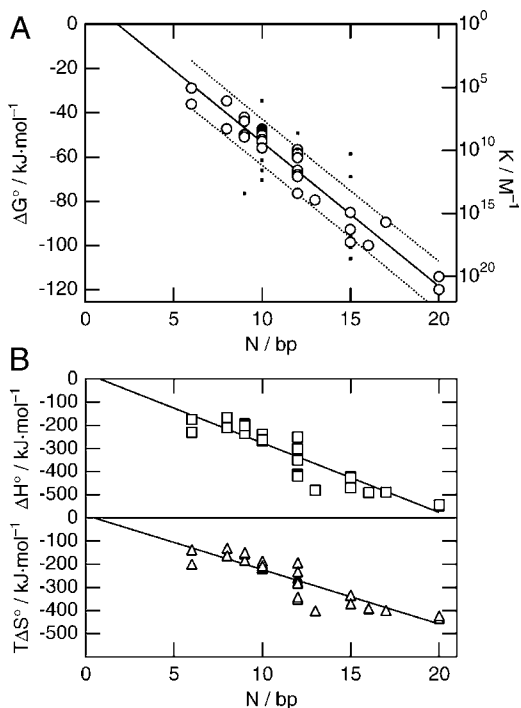 A
0
-20
-40
-60
-80
-100
-120
ΔG° / kJ·mol⁻¹
10⁰
10⁵
10¹⁰
10¹⁵
10²⁰
K / M⁻¹
0 5 10 15 20
N / bp
B
0
-100
-200
-300
-400
-500
ΔH° / kJ·mol⁻¹
0
-100
-200
-300
-400
-500
TΔS° / kJ·mol⁻¹
0 5 10 15 20
N / bp